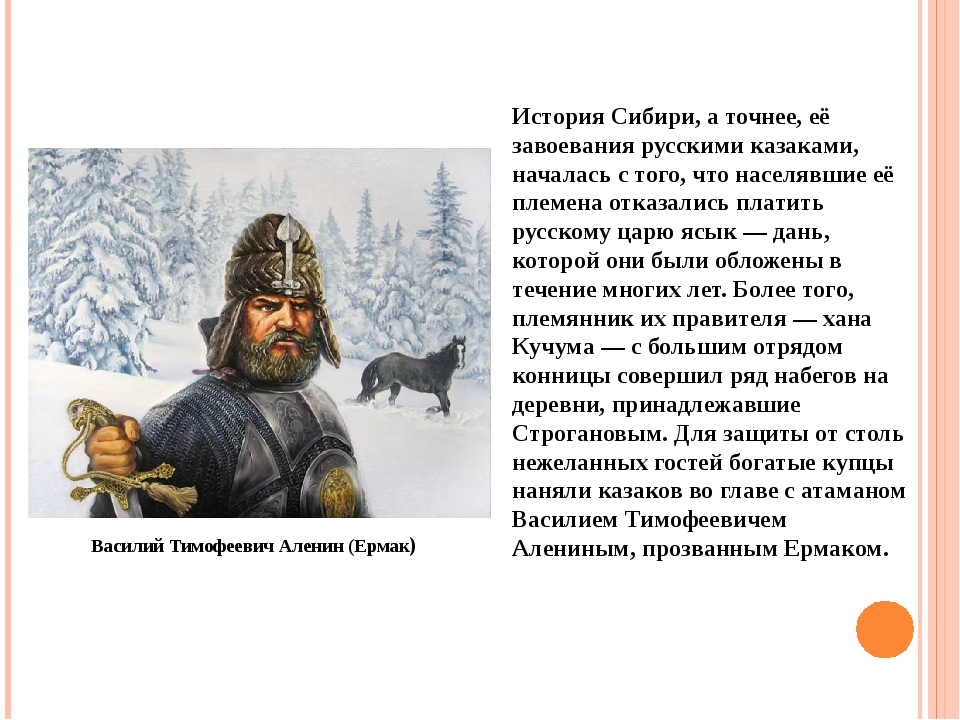 История Сибири, а точнее, её
завоевания русскими казаками,
началась с того, что населявшие её
племена отказались платить
русскому царю ясык — дань,
которой они были обложены в
течение многих лет. Более того,
племянник их правителя — хана
Кучума — с большим отрядом
конницы совершил ряд набегов на
деревни, принадлежавшие
Строгановым. Для защиты от столь
нежеланных гостей богатые купцы
наняли казаков во главе с атаманом
Василием Тимофеевичем
Алениным, прозванным Ермаком.
Василий Тимофеевич Аленин (Ермак)